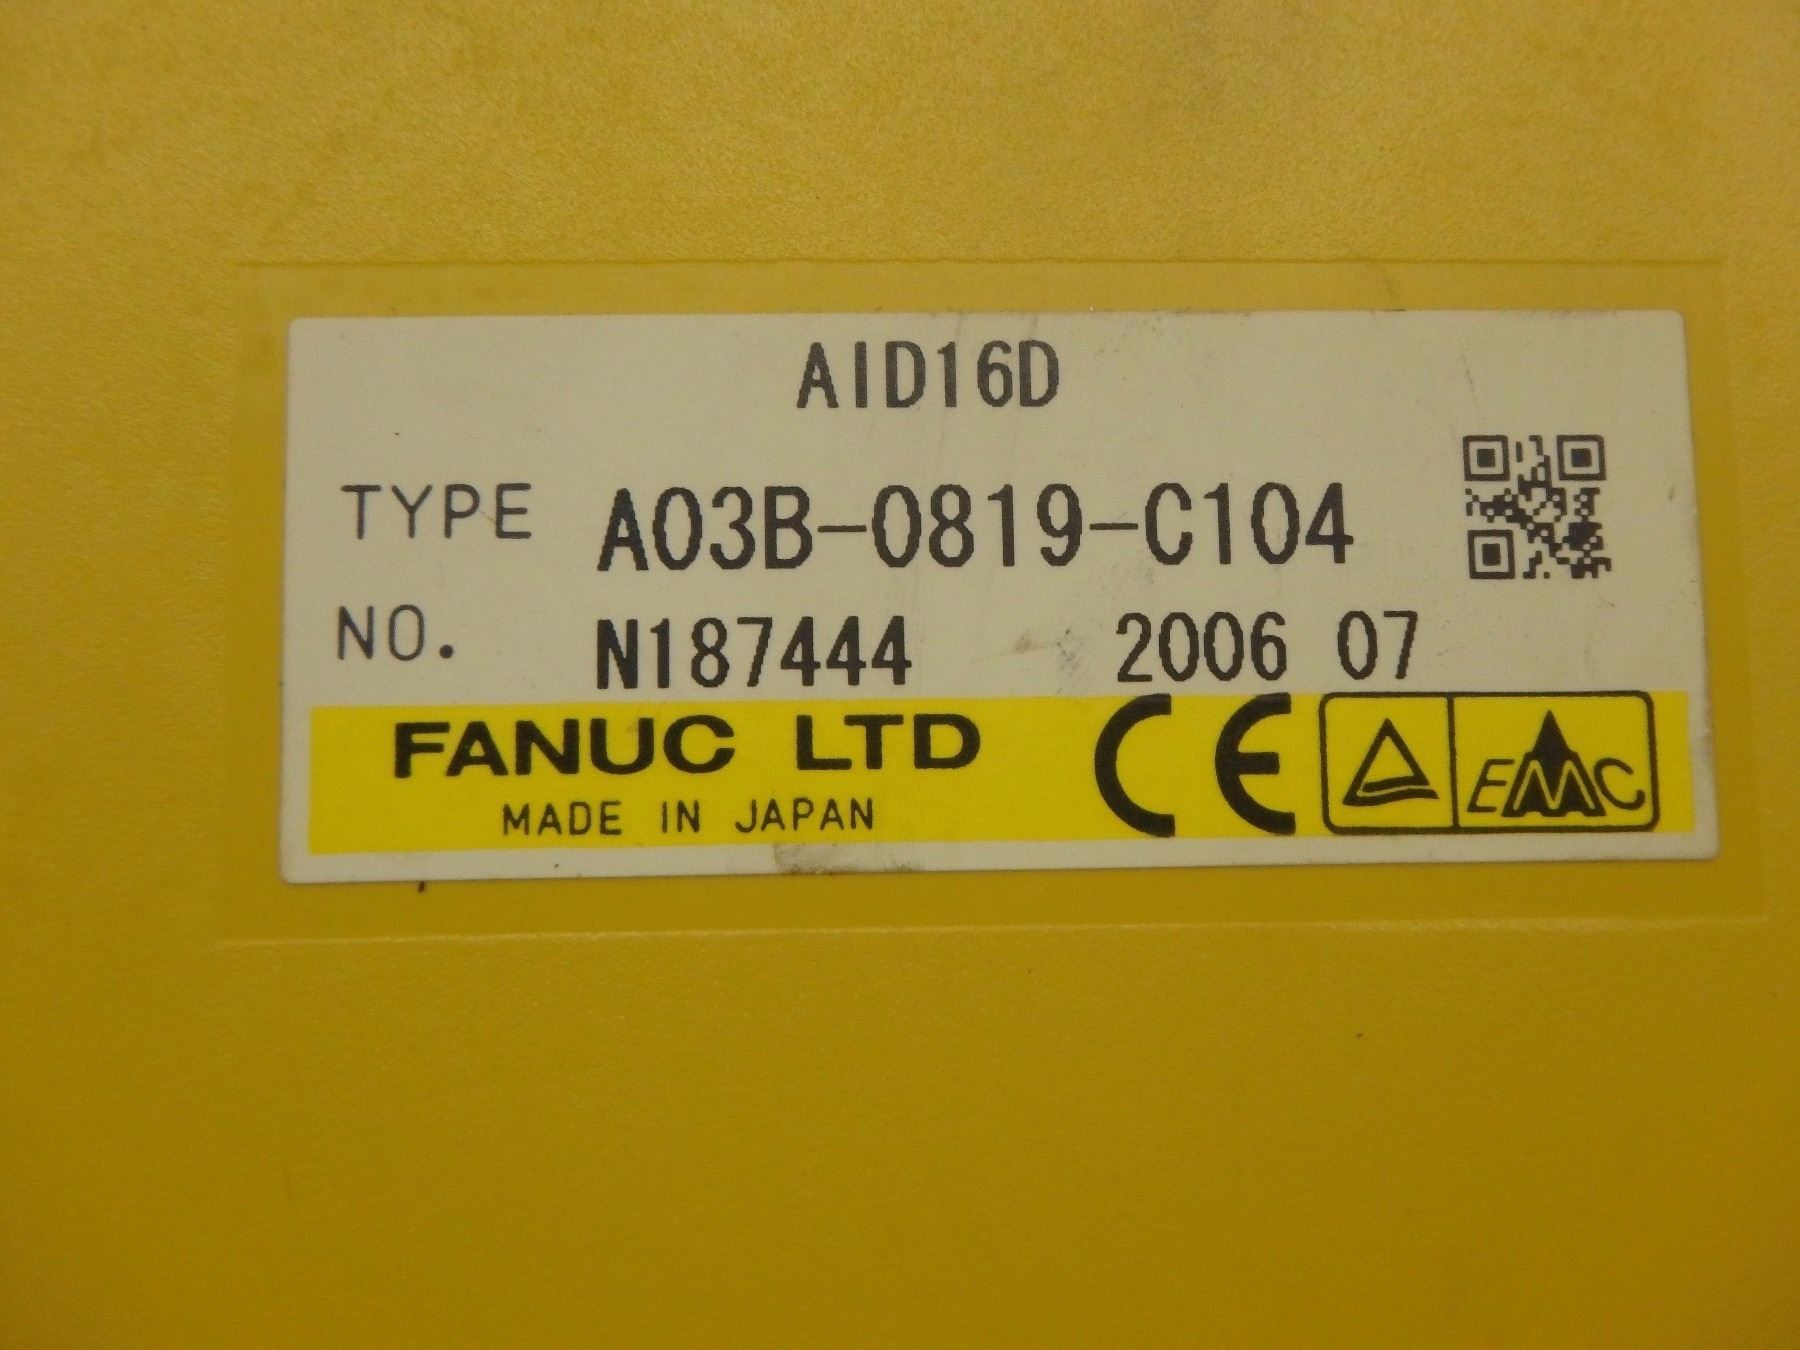 AID16D
TYPE A03B-0819-C104
NO. N187444 2006 07
FANUC LTD CE EMC
MADE IN JAPAN